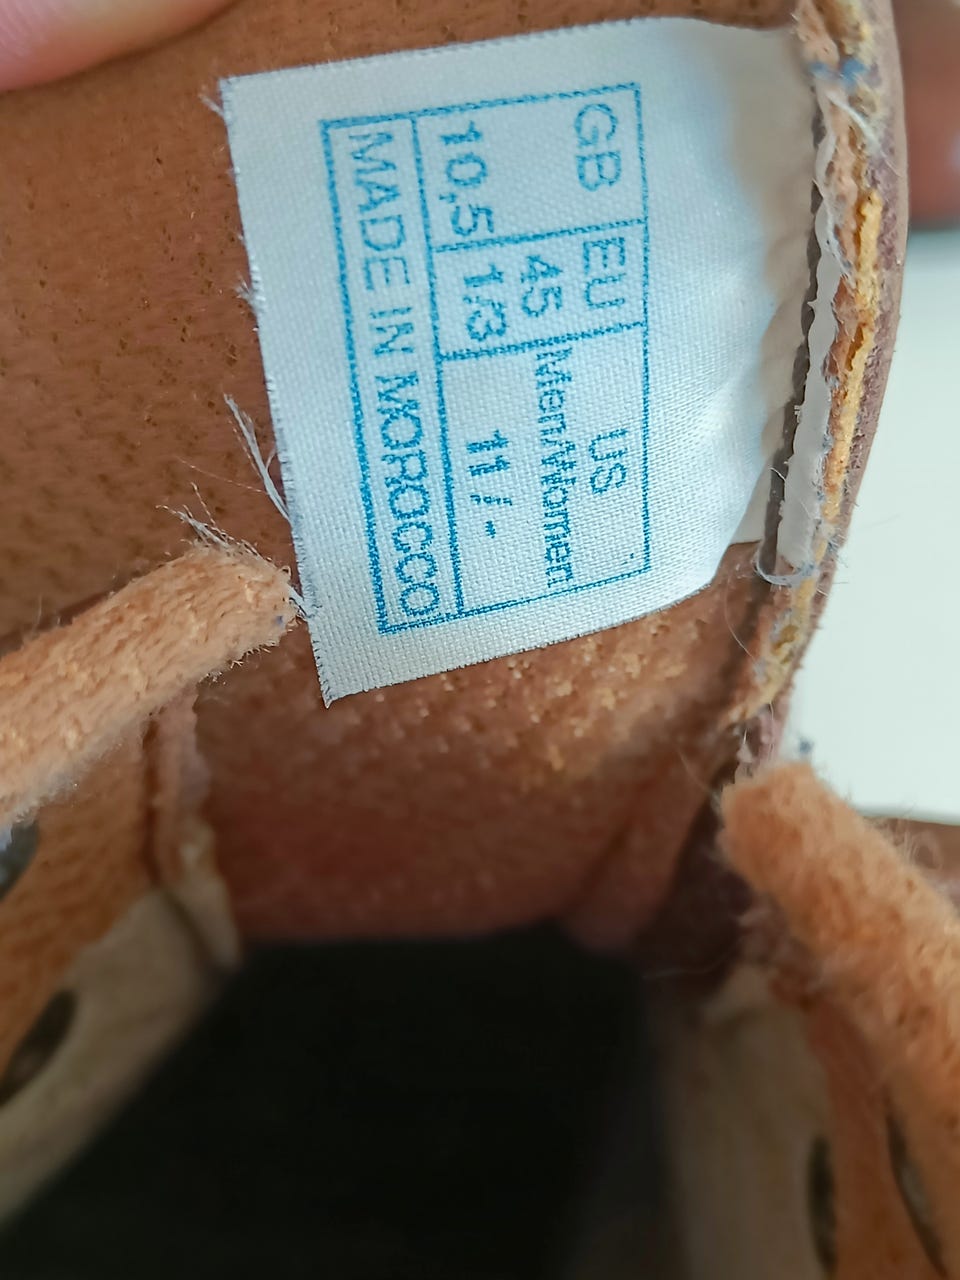 GB EU US
Men/Women
10,5 45 1/3 11 / -
MADE IN MOROCCO